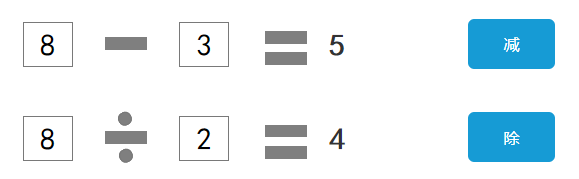 8 − 3 = 5 减
8 ÷ 2 = 4 除